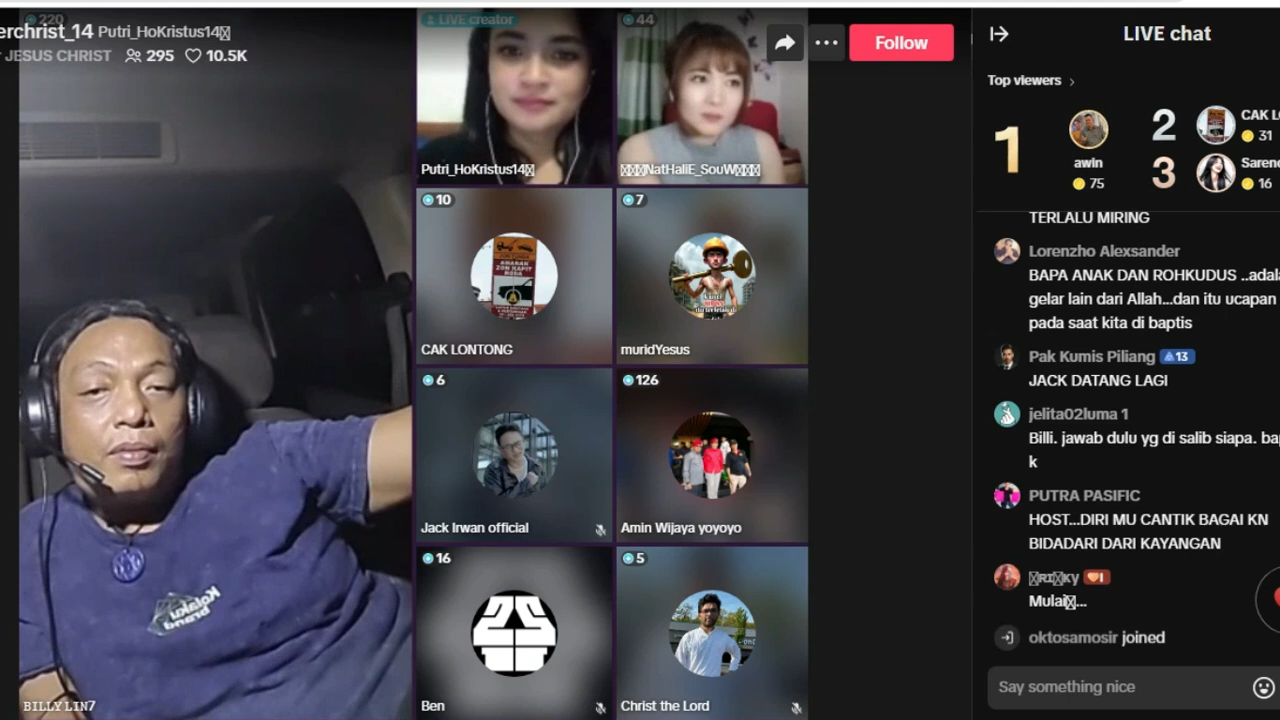 220
erchrist_14 Putri_HoKristus14
JESUS CHRIST 295 10.5K
LIVE creator
44
Follow
Putri_HoKristus14
NatHaliE_SouW
10
7
CAK LONTONG
muridYesus
6
126
Jack Irwan official
Amin Wijaya yoyoyo
16
5
Ben
Christ the Lord
BILLYLIN7
LIVE chat
Top viewers
1
awin
75
2
CAK
31
3
16
TERLALU MIRING
Lorenzho Alexsander
BAPA ANAK DAN ROHKUDUS ..
gelar lain dari Allah...dan itu ucapan
pada saat kita di baptis
Pak Kumis Piliang 13
JACK DATANG LAGI
jelita02luma 1
Billi. jawab dulu yg di salib siapa.
k
PUTRA PASIFIC
HOST...DIRI MU CANTIK BAGAI KN
BIDADARI DARI KAYANGAN
Mulai...
oktosamosir joined
Say something nice